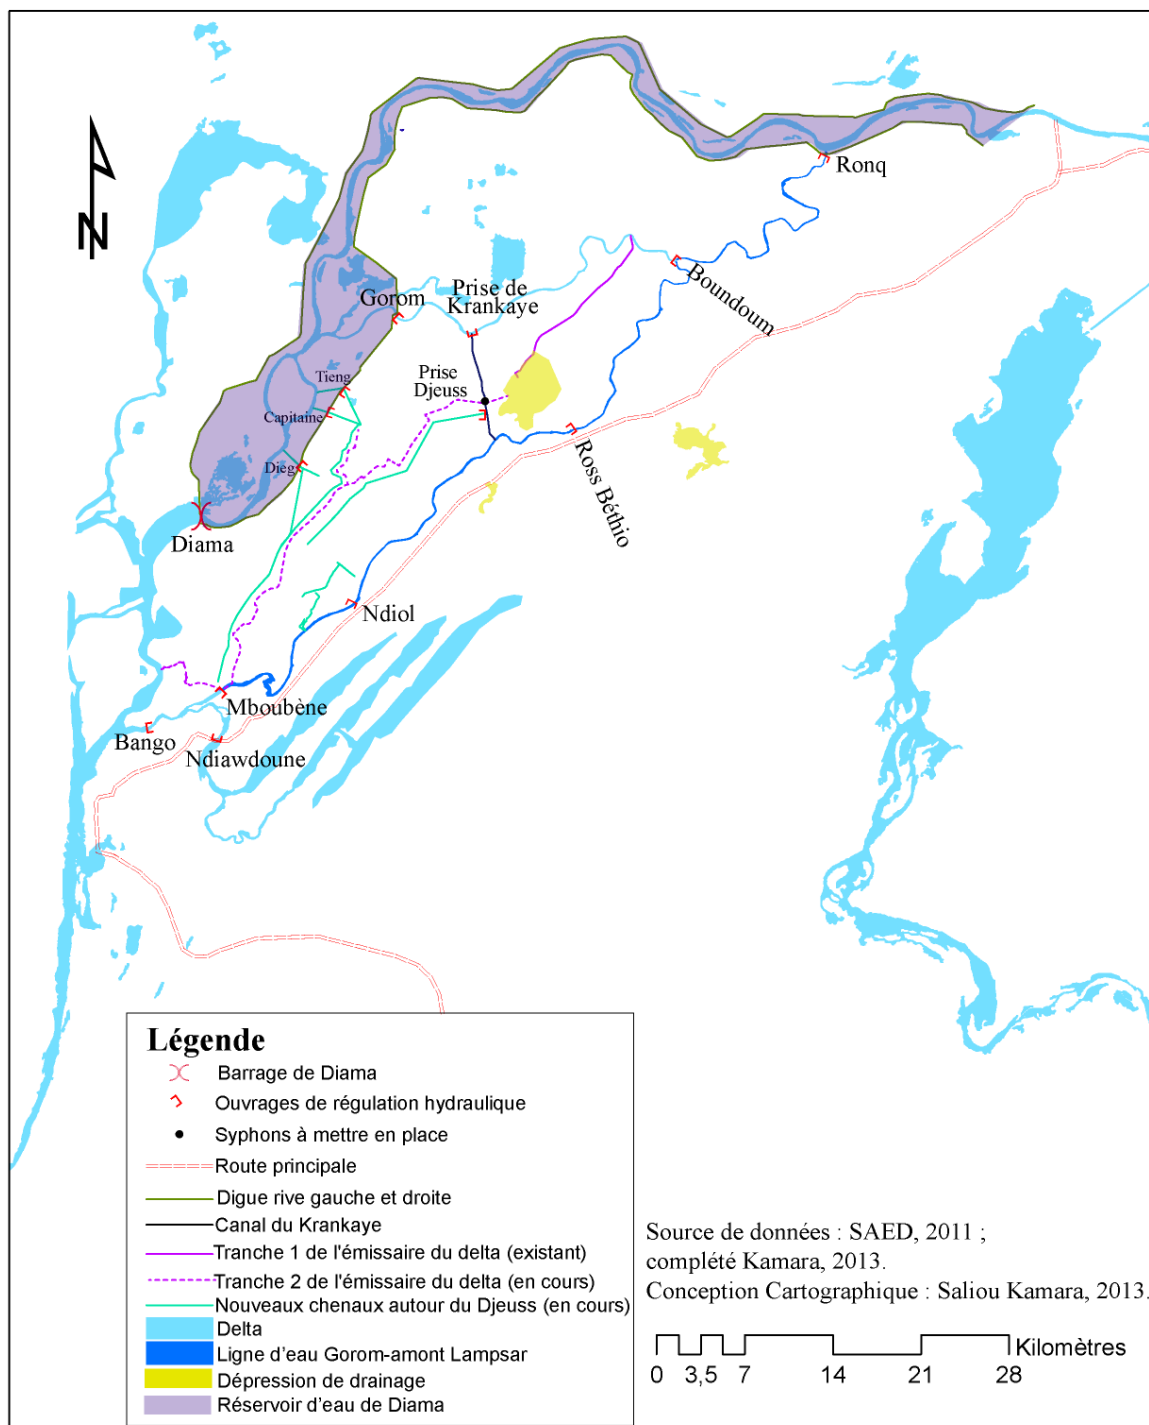 N
Ronq
Boundoum
Gorom
Prise de
Krankaye
Prise
Djeuss
Tieng
Capitaine
Dieg
Diama
Ross Béthio
Ndiol
Mboubène
Bango
Ndiawdoune
Légende
Barrage de Diama
Ouvrages de régulation hydraulique
Syphons à mettre en place
Route principale
Digue rive gauche et droite
Canal du Krankaye
Tranche 1 de l'émissaire du delta (existant)
Tranche 2 de l'émissaire du delta (en cours)
Nouveaux chenaux autour du Djeuss (en cours)
Delta
Ligne d'eau Gorom-amont Lampsar
Dépression de drainage
Réservoir d'eau de Diama
Source de données : SAED, 2011 ;
complété Kamara, 2013.
Conception Cartographique : Saliou Kamara, 2013.
Kilomètres
0 3,5 7 14 21 28